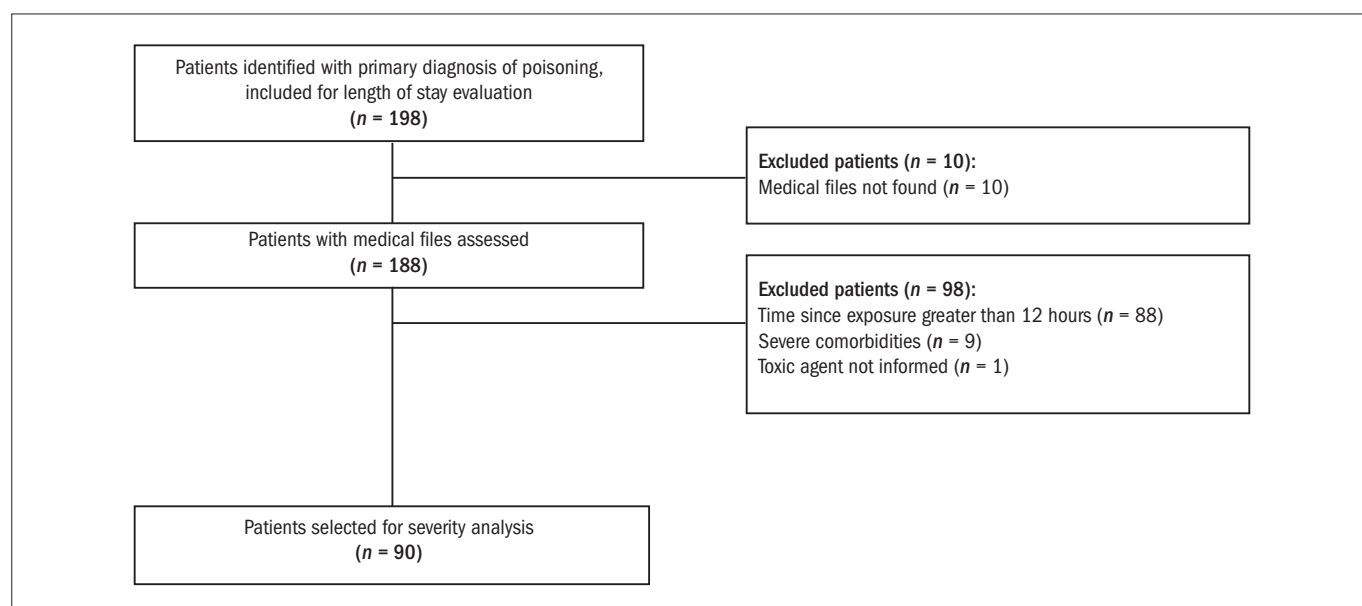 Patients identified with primary diagnosis of poisoning,
included for length of stay evaluation
(n = 198)
Excluded patients (n = 10):
Medical files not found (n = 10)
Patients with medical files assessed
(n = 188)
Excluded patients (n = 98):
Time since exposure greater than 12 hours (n = 88)
Severe comorbidities (n = 9)
Toxic agent not informed (n = 1)
Patients selected for severity analysis
(n = 90)